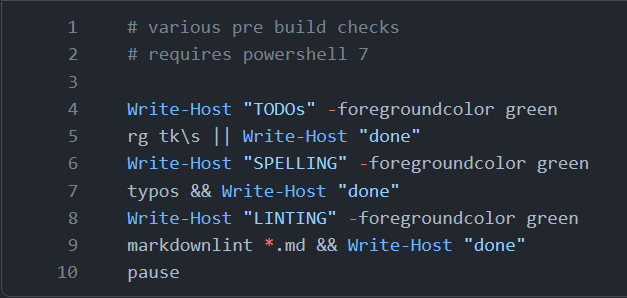 1 # various pre build checks
2 # requires powershell 7
3
4 Write-Host "TODOs" -foregroundcolor green
5 rg tk\s || Write-Host "done"
6 Write-Host "SPELLING" -foregroundcolor green
7 typos && Write-Host "done"
8 Write-Host "LINTING" -foregroundcolor green
9 markdownlint *.md && Write-Host "done"
10 pause